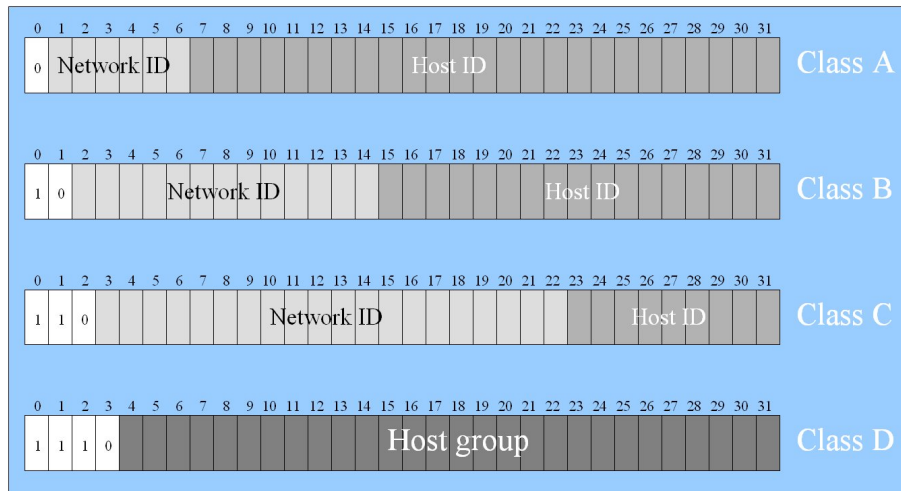 0 1 2 3 4 5 6 7 8 9 10 11 12 13 14 15 16 17 18 19 20 21 22 23 24 25 26 27 28 29 30 31
0 Network ID Host ID Class A
0 1 2 3 4 5 6 7 8 9 10 11 12 13 14 15 16 17 18 19 20 21 22 23 24 25 26 27 28 29 30 31
1 0 Network ID Host ID Class B
0 1 2 3 4 5 6 7 8 9 10 11 12 13 14 15 16 17 18 19 20 21 22 23 24 25 26 27 28 29 30 31
1 1 0 Network ID Host ID Class C
0 1 2 3 4 5 6 7 8 9 10 11 12 13 14 15 16 17 18 19 20 21 22 23 24 25 26 27 28 29 30 31
1 1 1 0 Host group Class D